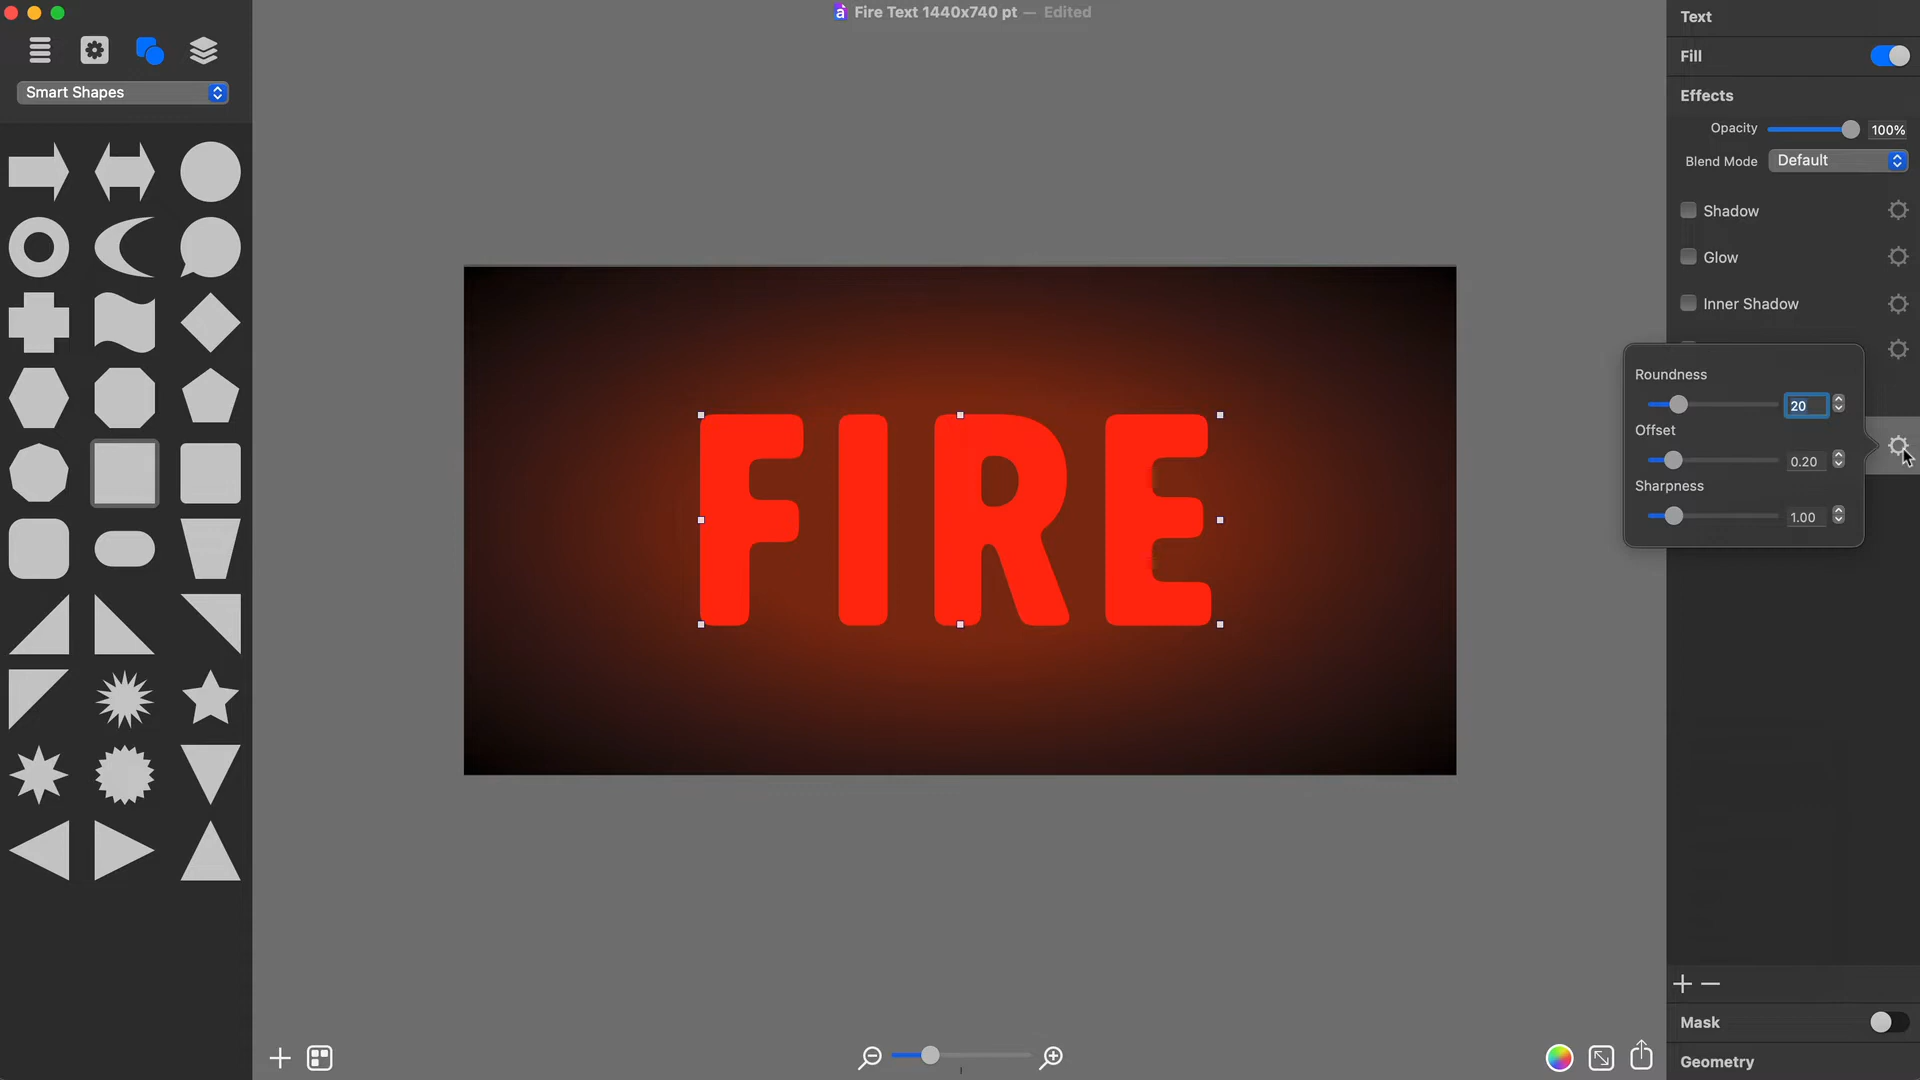 Fire Text 1440x740 pt — Edited
Smart Shapes
FIRE
Text
Fill
Effects
Opacity 100%
Blend Mode Default
Shadow
Glow
Inner Shadow
Roundness
20
Offset
0.20
Sharpness
1.00
Mask
Geometry